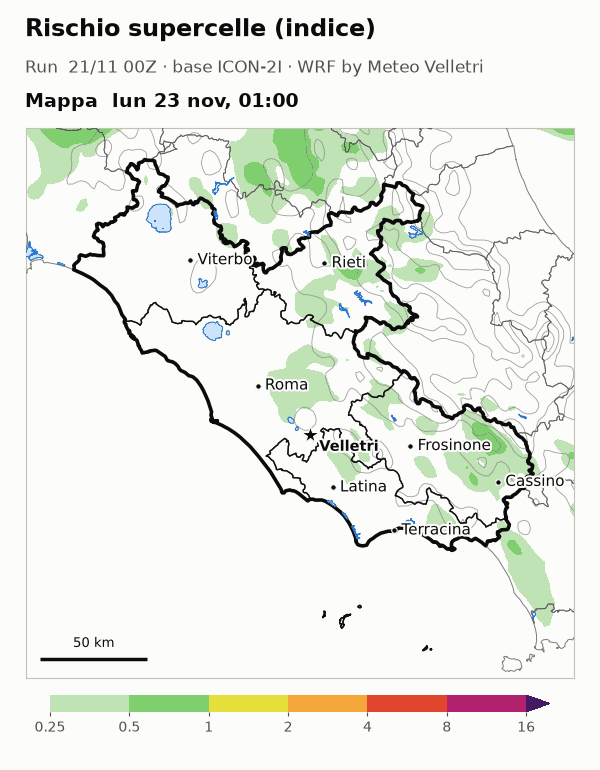 Rischio supercelle (indice)
Run  21/11 00Z · base ICON-2I · WRF by Meteo Velletri
Mappa  lun 23 nov, 01:00
Viterbo
Rieti
Roma
Velletri
Frosinone
Cassino
Latina
Terracina
50 km
0.25 0.5 1 2 4 8 16